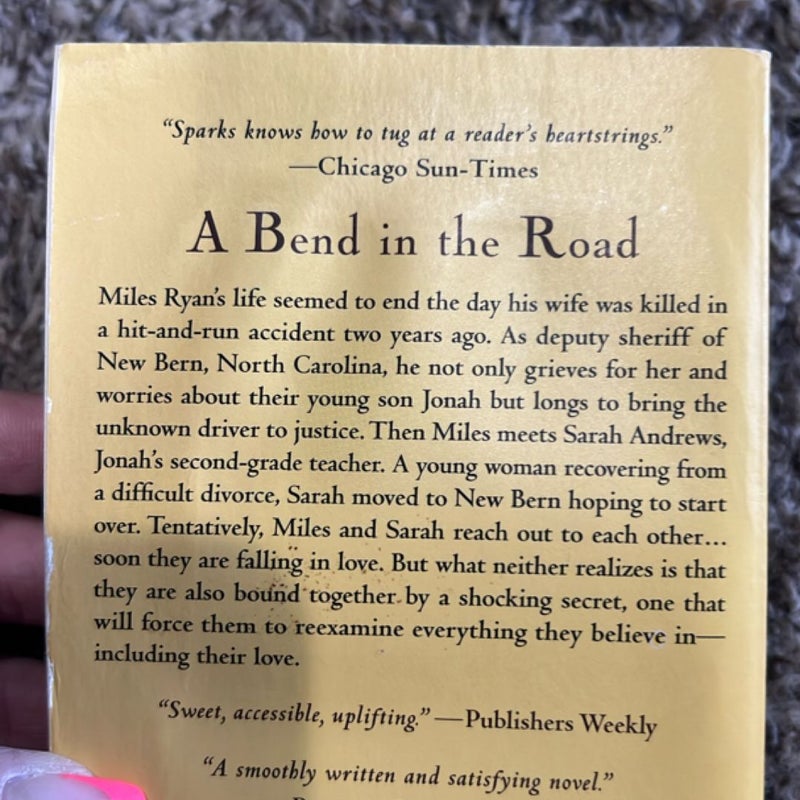 “Sparks knows how to tug at a reader’s heartstrings.”
—Chicago Sun-Times
A Bend in the Road
Miles Ryan’s life seemed to end the day his wife was killed in
a hit-and-run accident two years ago. As deputy sheriff of
New Bern, North Carolina, he not only grieves for her and
worries about their young son Jonah but longs to bring the
unknown driver to justice. Then Miles meets Sarah Andrews,
Jonah’s second-grade teacher. A young woman recovering from
a difficult divorce, Sarah moved to New Bern hoping to start
over. Tentatively, Miles and Sarah reach out to each other...
soon they are falling in love. But what neither realizes is that
they are also bound together by a shocking secret, one that
will force them to reexamine everything they believe in—
including their love.
“Sweet, accessible, uplifting.” —Publishers Weekly
“A smoothly written and satisfying novel.”